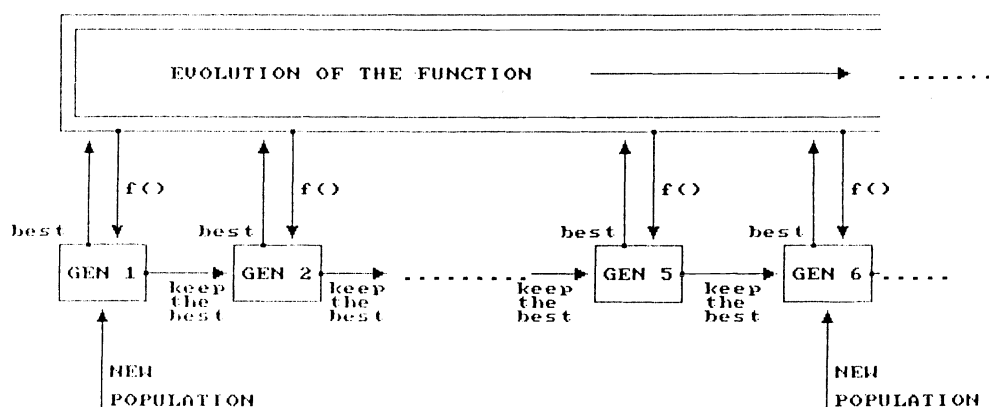 EVOLUTION OF THE FUNCTION ..........
f()
f()
f()
f()
best
best
best
best
GEN 1
GEN 2
GEN 5
GEN 6
keep
the
best
keep
the
best
keep
the
best
keep
the
best
NEW
POPULATION
NEW
POPULATION